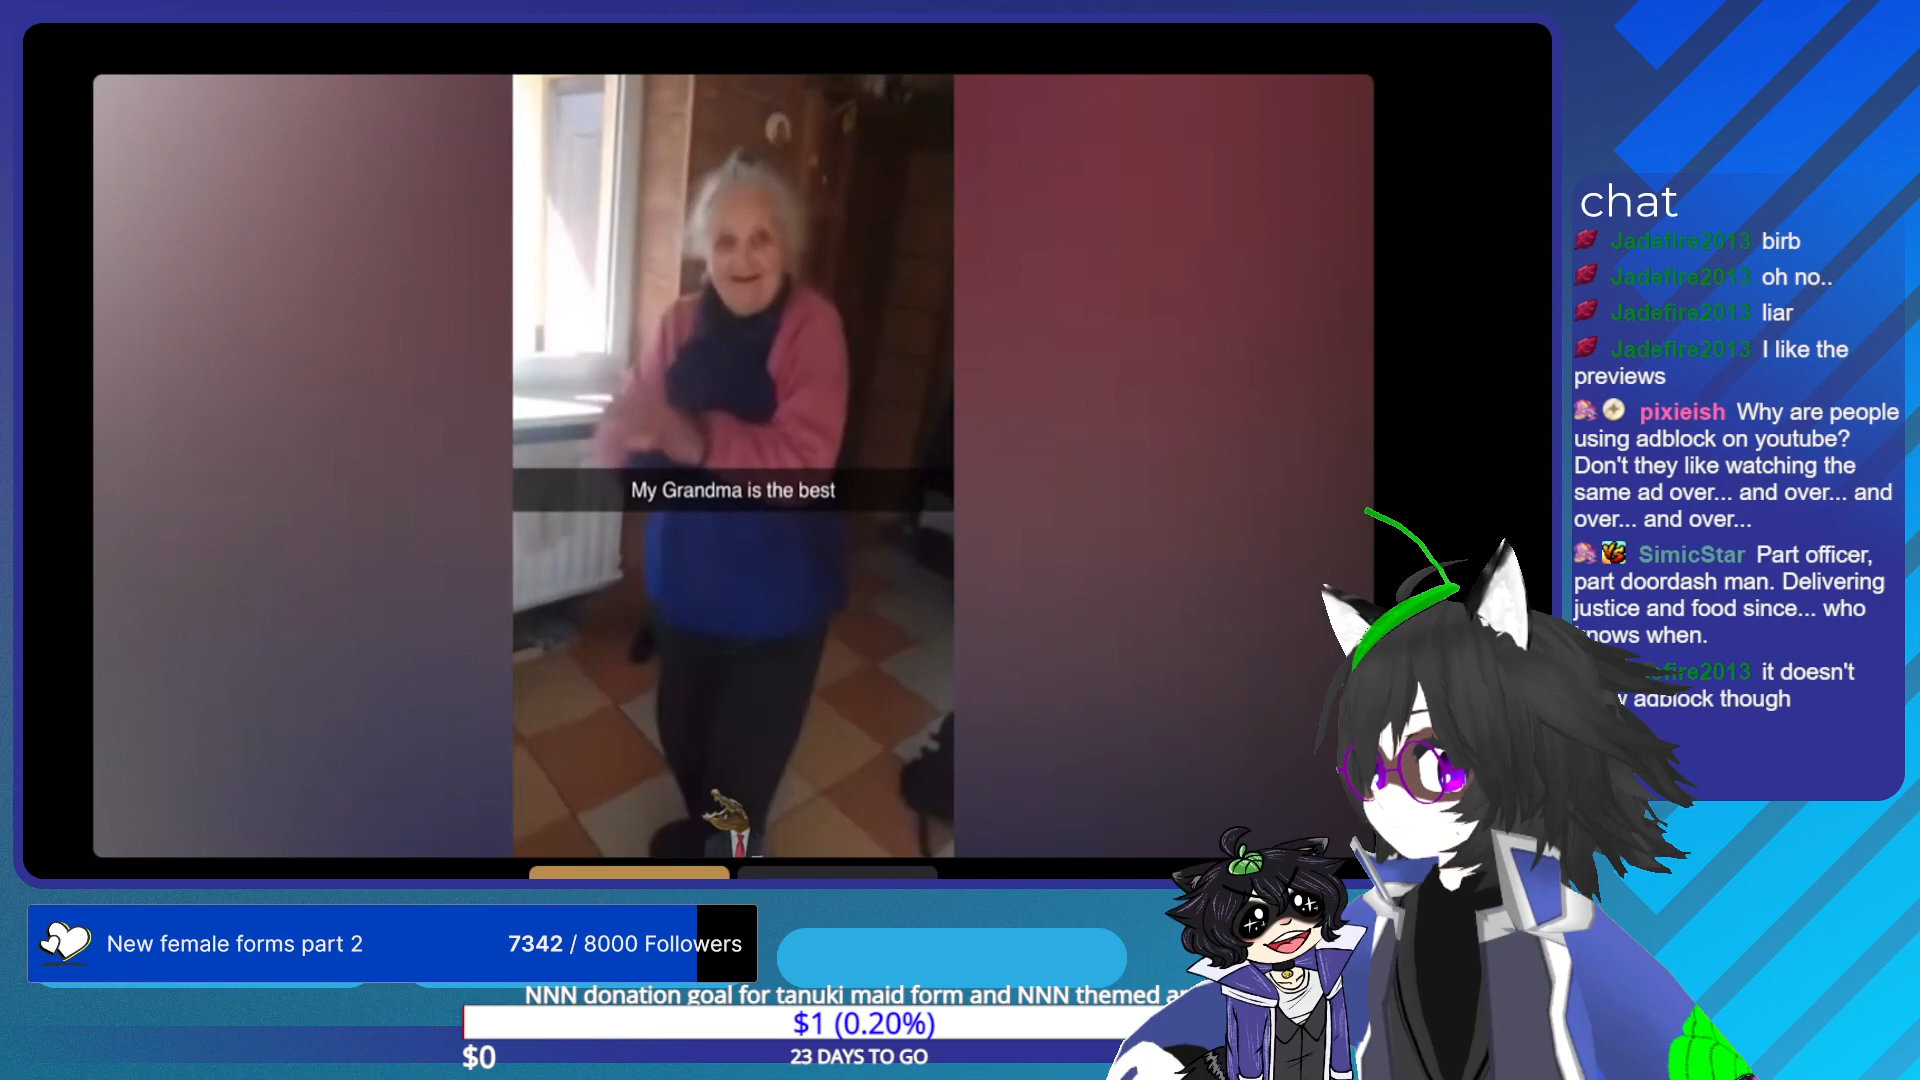 My Grandma is the best
chat
Jadefire2013 birb
Jadefire2013 oh no..
Jadefire2013 liar
Jadefire2013 I like the
previews
pixieish Why are people
using adblock on youtube?
Don't they like watching the
same ad over... and over... and
over... and over...
SimicStar Part officer,
part doordash man. Delivering
justice and food since... who
knows when.
it doesn't
adblock though
New female forms part 2
7342 / 8000 Followers
NNN donation goal for tanuki maid form and NNN themed
$1 (0.20%)
$0
23 DAYS TO GO